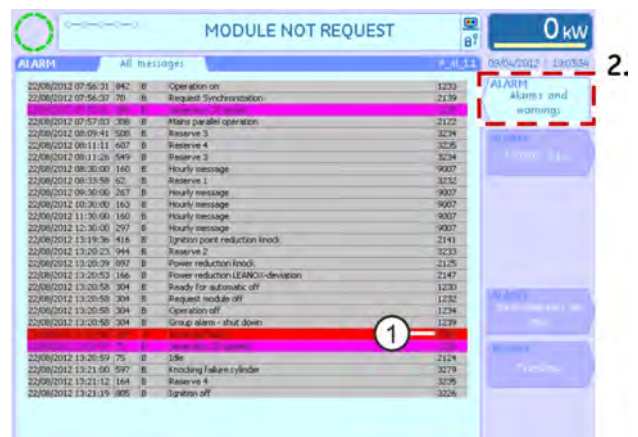 MODULE NOT REQUEST
0 kW
ALARM
All messages
09/04/2012
2.
22/08/2012 07:56:31 842 B Operation on 1233
22/08/2012 07:56:37 70 B Request Synchronization 2139
22/08/2012 07:57:03 308 B Mains parallel operation 2122
22/08/2012 08:09:41 508 B Reserve 3 3234
22/08/2012 08:11:11 607 B Reserve 4 3235
22/08/2012 08:11:26 549 B Reserve 3 3234
22/08/2012 08:30:00 160 B Hourly message 9007
22/08/2012 08:33:58 62 B Reserve 1 3232
22/08/2012 09:30:00 267 B Hourly message 9007
22/08/2012 10:30:00 163 B Hourly message 9007
22/08/2012 11:30:00 160 B Hourly message 9007
22/08/2012 12:30:00 297 B Hourly message 9007
22/08/2012 13:19:36 416 B Ignition point reduction knock 2141
22/08/2012 13:20:23 944 B Reserve 2 3233
22/08/2012 13:20:39 897 B Power reduction knock 2125
22/08/2012 13:20:53 166 B Power reduction LEANOX-deviation 2147
22/08/2012 13:20:58 304 B Ready for automatic off 1230
22/08/2012 13:20:58 304 B Request module off 1232
22/08/2012 13:20:58 304 B Operation off 1234
22/08/2012 13:20:58 304 B Group alarm - shut down 1239
1
22/08/2012 13:20:59 75 B Idle 2124
22/08/2012 13:21:00 597 B Knocking failure cylinder 3279
22/08/2012 13:21:12 164 B Reserve 4 3235
22/08/2012 13:21:19 805 B Ignition off 3226
ALARM
Alarms and
warnings